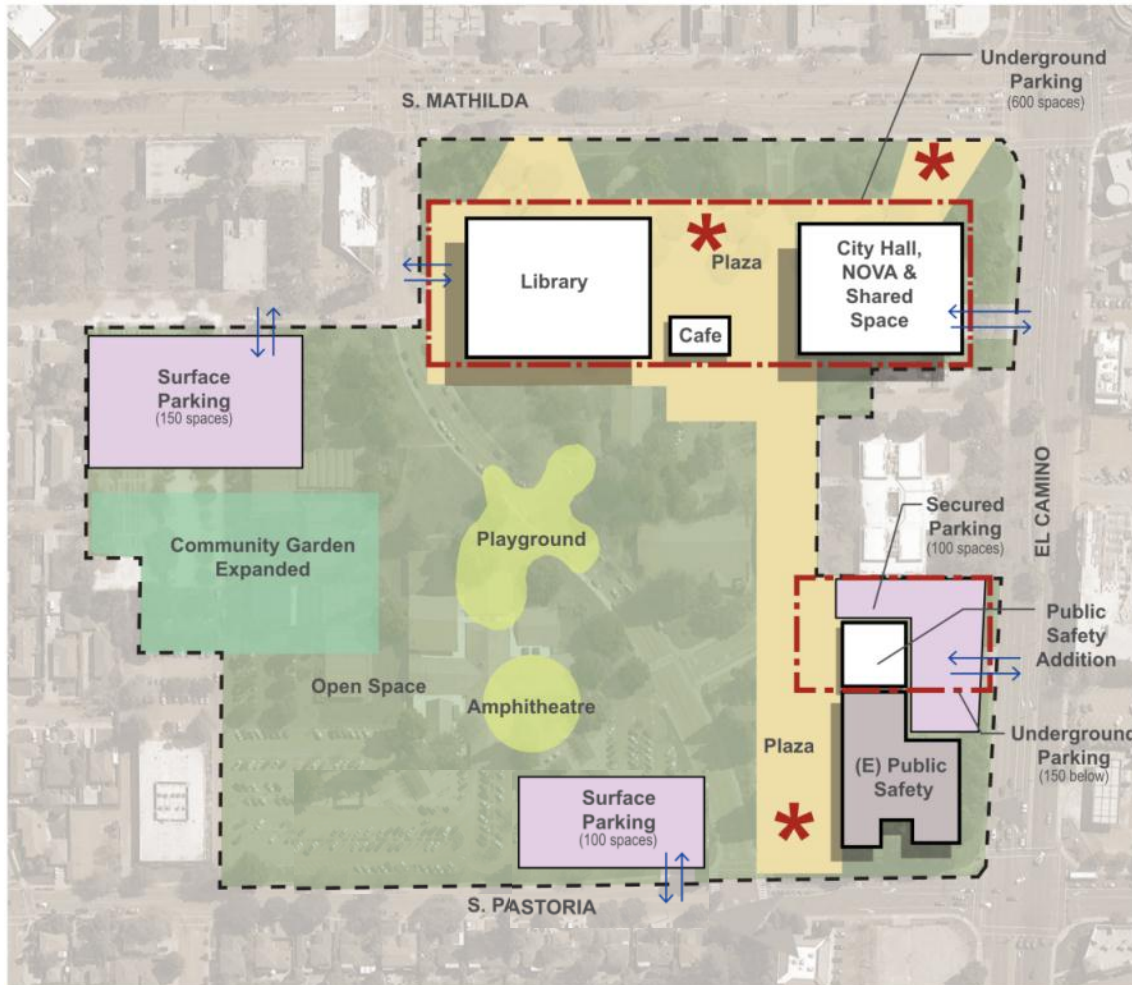 Underground
Parking
(600 spaces)
S. MATHILDA
Library
Plaza
City Hall,
NOVA &
Shared
Space
Cafe
Surface
Parking
(150 spaces)
EL CAMINO
Secured
Parking
(100 spaces)
Playground
Community Garden
Expanded
Public
Safety
Addition
Open Space
Amphitheatre
Plaza
Underground
Parking
(150 below)
(E) Public
Safety
Surface
Parking
(100 spaces)
S. PASTORIA